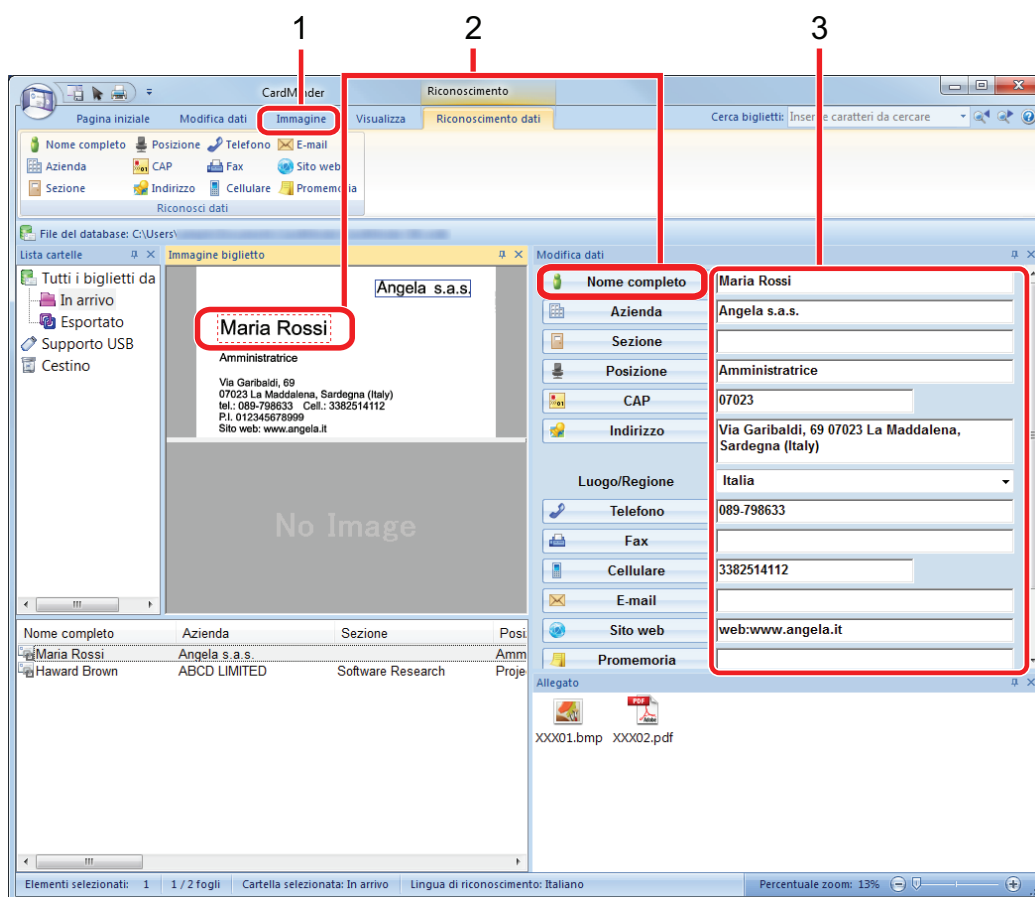 1 2 3
CardMinder Riconoscimento
Pagina iniziale Modifica dati Immagine Visualizza Riconoscimento dati Cerca biglietti: Inserire caratteri da cercare
Nome completo Posizione Telefono E-mail
Azienda CAP Fax Sito web
Sezione Indirizzo Cellulare Promemoria
Riconosci dati
File del database: C:\Users\
Lista cartelle
Tutti i biglietti da
In arrivo
Esportato
Supporto USB
Cestino
Immagine biglietto
Angela s.a.s.
Maria Rossi
Amministratrice
Via Garibaldi, 69
07023 La Maddalena, Sardegna (Italy)
tel.: 089-798633 Cell.: 3382514112
P.I. 012345678999
Sito web: www.angela.it
No Image
Modifica dati
Nome completo Maria Rossi
Azienda Angela s.a.s.
Sezione
Posizione Amministratrice
CAP 07023
Indirizzo Via Garibaldi, 69 07023 La Maddalena,
Sardegna (Italy)
Luogo/Regione Italia
Telefono 089-798633
Fax
Cellulare 3382514112
E-mail
Sito web web:www.angela.it
Promemoria
Nome completo Azienda Sezione Posi
Maria Rossi Angela s.a.s. Amm
Haward Brown ABCD LIMITED Software Research Proje
Allegato
XXX01.bmp XXX02.pdf
Elementi selezionati: 1 1 / 2 fogli Cartella selezionata: In arrivo Lingua di riconoscimento: Italiano Percentuale zoom: 13%